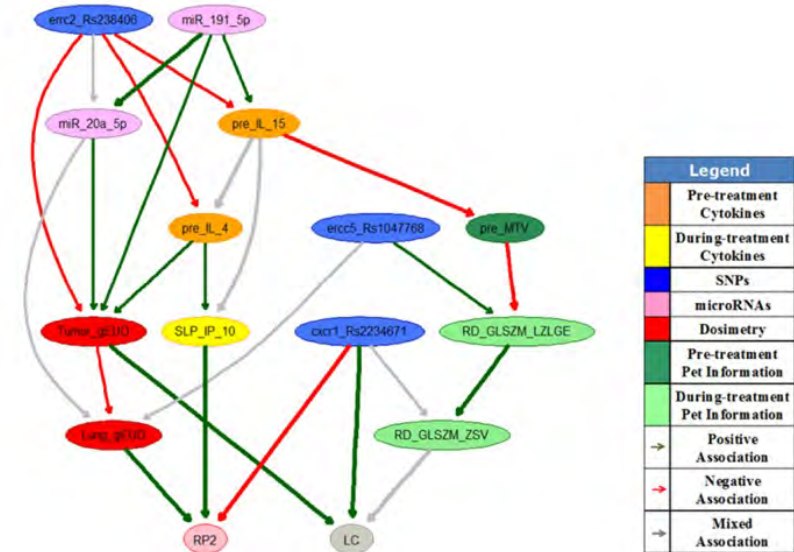 errc2_Rs238406
miR_191_5p
miR_20a_5p
pre_IL_15
pre_IL_4
ercc5_Rs1047768
pre_MTV
Tumor_gEUD
SLP_IP_10
cxcr1_Rs2234671
RD_GLSZM_LZLGE
Lung_gEUD
RD_GLSZM_ZSV
RP2
LC
Legend
Pre-treatment
Cytokines
During-treatment
Cytokines
SNPs
microRNAs
Dosimetry
Pre-treatment
Pet Information
During-treatment
Pet Information
Positive
Association
Negative
Association
Mixed
Association